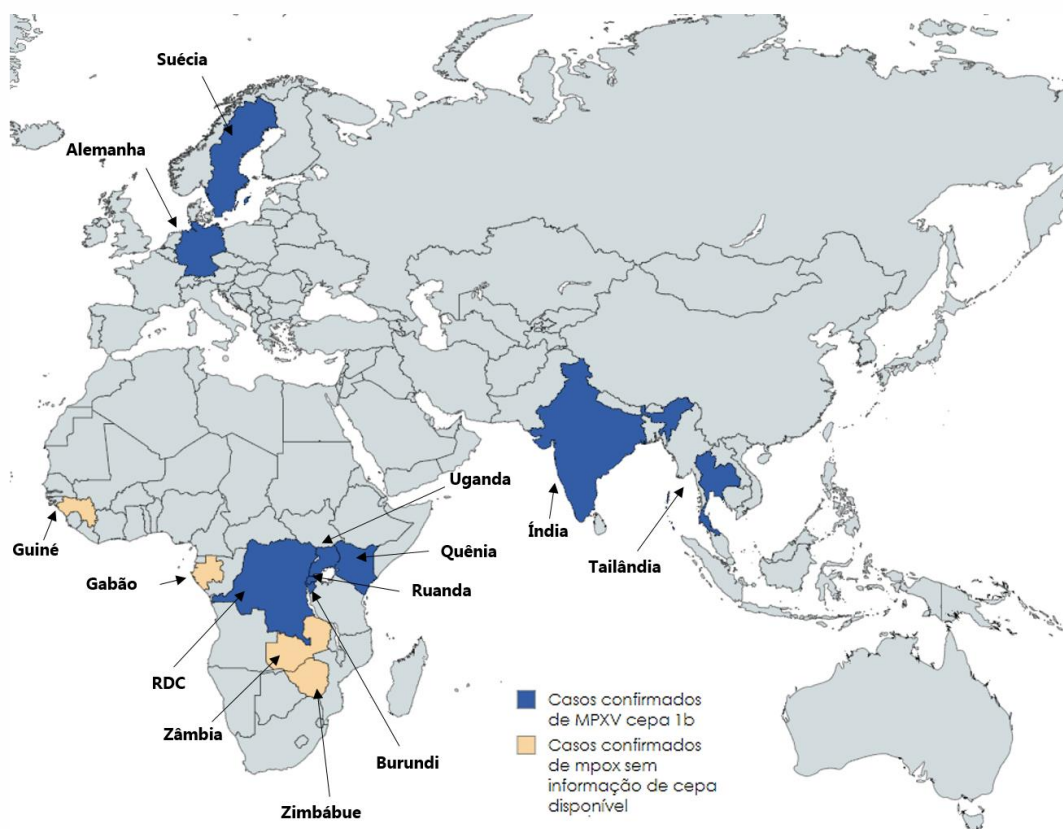 Suécia
Alemanha
Uganda
Guiné
Quênia
Índia
Gabão
Ruanda
Tailândia
RDC
Zâmbia
Burundi
Zimbábue
Casos confirmados
de MPXV cepa 1b
Casos confirmados
de mpox sem
informação de cepa
disponível